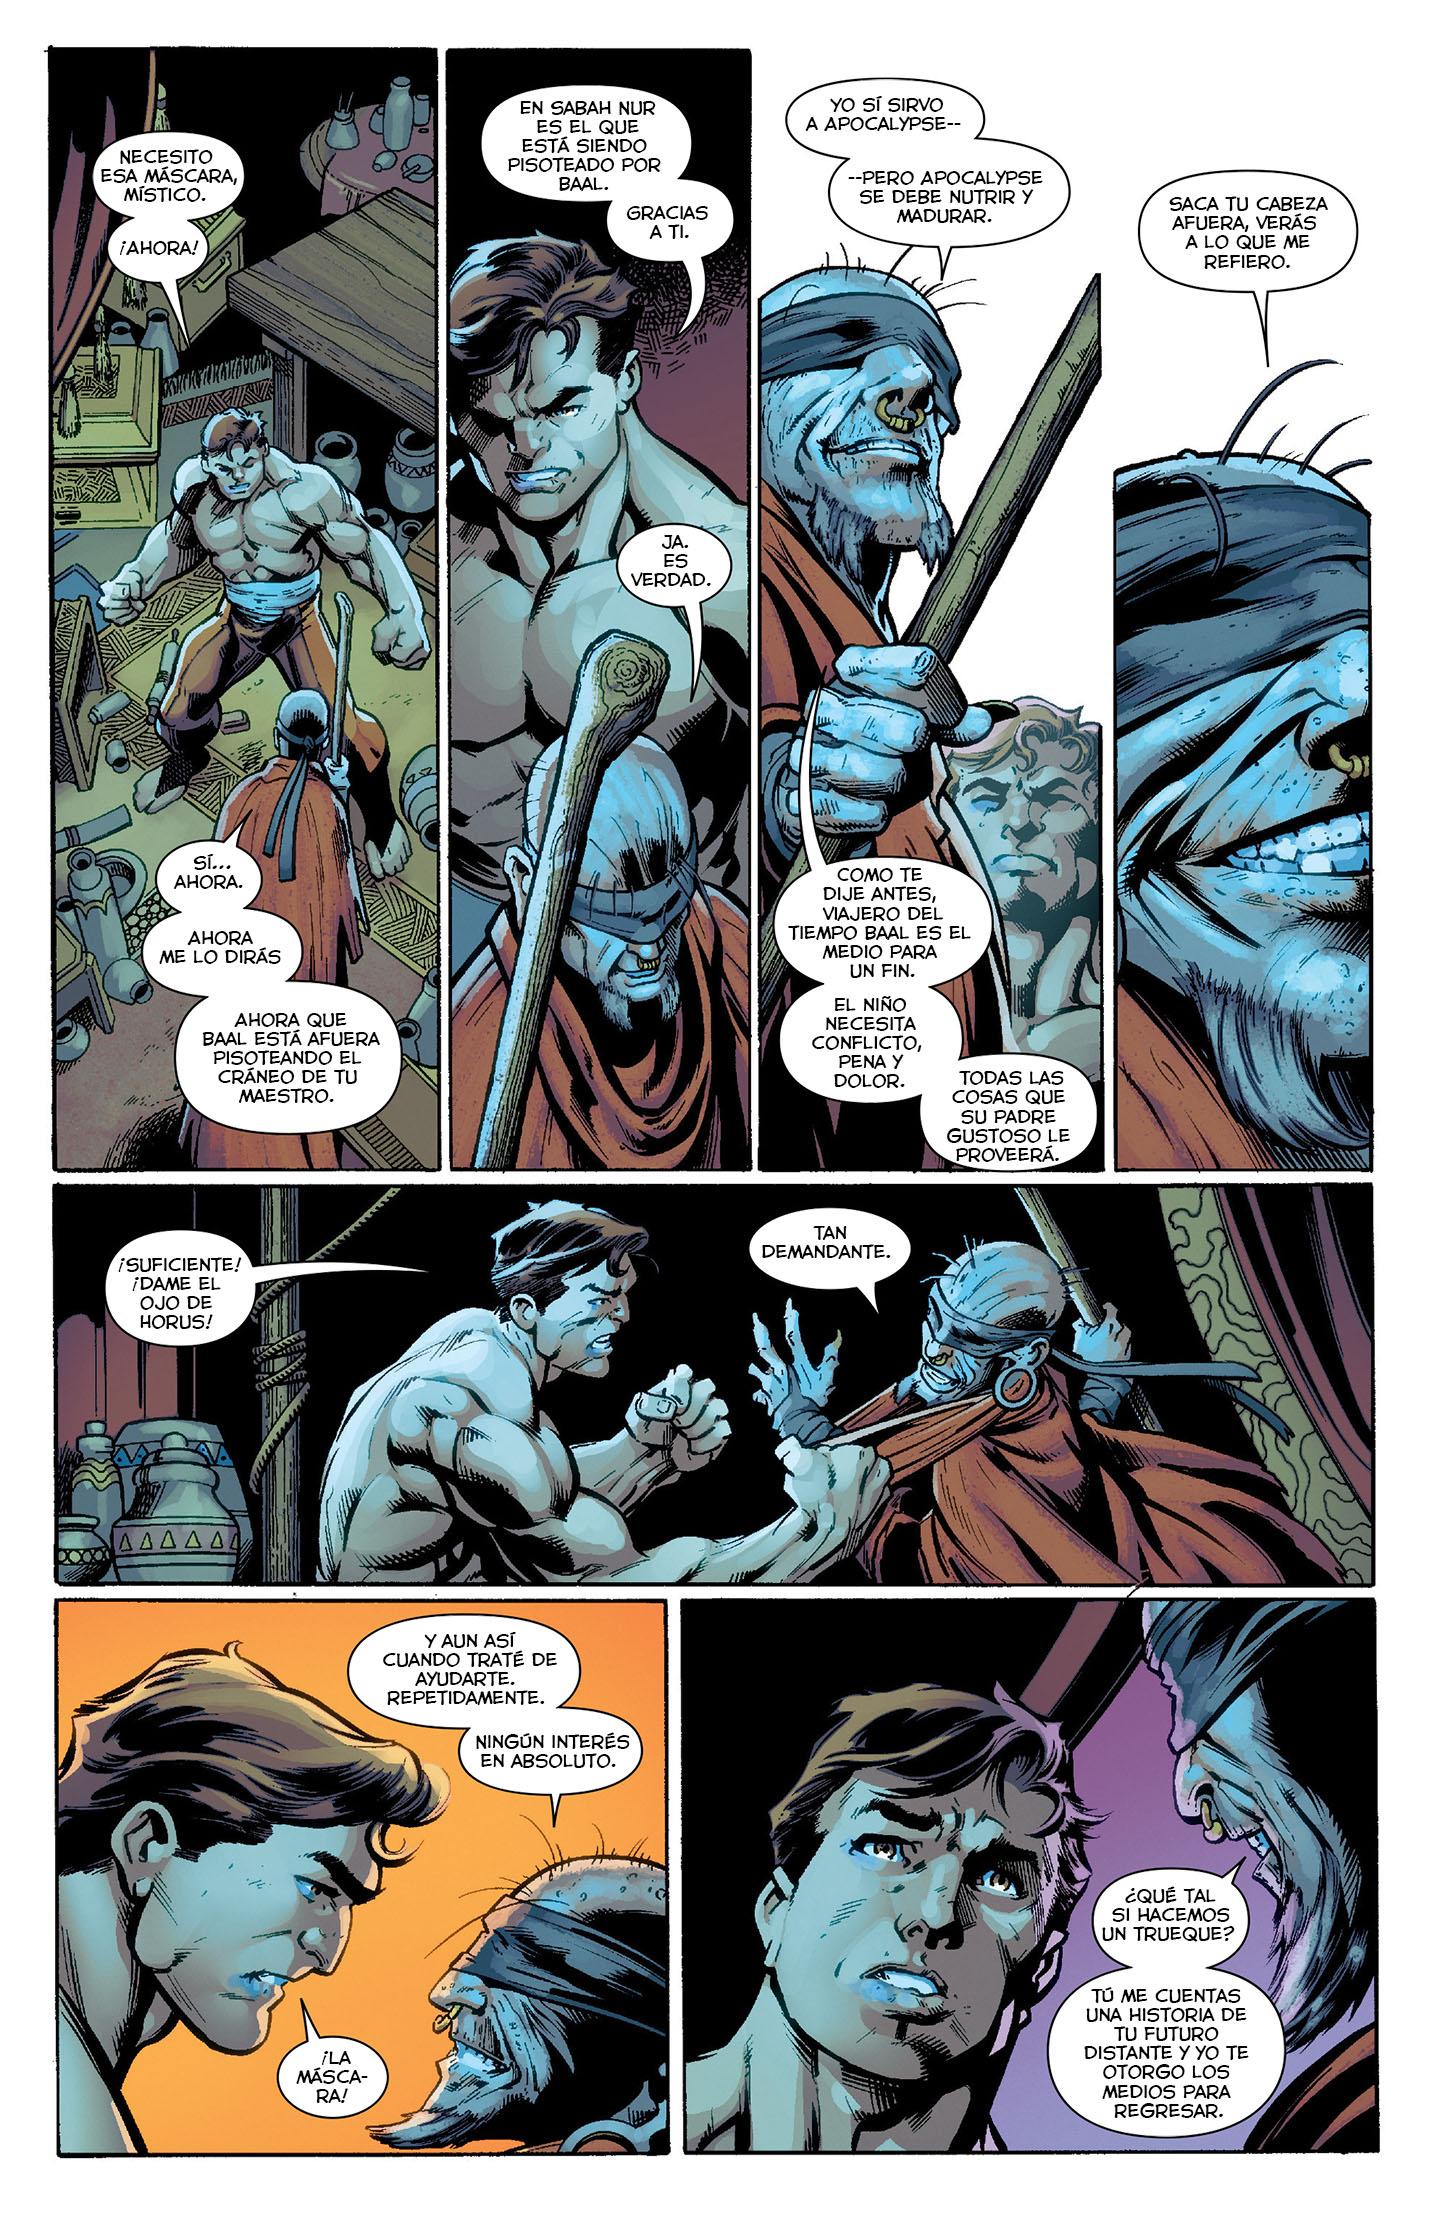 NECESITO
ESA MÁSCARA,
MÍSTICO.
¡AHORA!
SÍ...
AHORA.
AHORA
ME LO DIRÁS
AHORA QUE
BAAL ESTÁ AFUERA
PISOTEANDO EL
CRÁNEO DE TU
MAESTRO.
EN SABAH NUR
ES EL QUE
ESTÁ SIENDO
PISOTEADO POR
BAAL.
GRACIAS
A TI.
JA.
ES
VERDAD.
YO SÍ SIRVO
A APOCALYPSE--
--PERO APOCALYPSE
SE DEBE NUTRIR Y
MADURAR.
COMO TE
DIJE ANTES,
VIAJERO DEL
TIEMPO BAAL ES EL
MEDIO PARA
UN FIN.
EL NIÑO
NECESITA
CONFLICTO,
PENA Y
DOLOR.
TODAS LAS
COSAS QUE
SU PADRE
GUSTOSO LE
PROVEERÁ.
SACA TU CABEZA
AFUERA, VERÁS
A LO QUE ME
REFIERO.
¡SUFICIENTE!
¡DAME EL
OJO DE
HORUS!
TAN
DEMANDANTE.
Y AUN ASÍ
CUANDO TRATÉ DE
AYUDARTE.
REPETIDAMENTE.
NINGÚN INTERÉS
EN ABSOLUTO.
¡LA
MÁSCA-
RA!
¿QUÉ TAL
SI HACEMOS
UN TRUEQUE?
TÚ ME CUENTAS
UNA HISTORIA DE
TU FUTURO
DISTANTE Y YO TE
OTORGO LOS
MEDIOS PARA
REGRESAR.